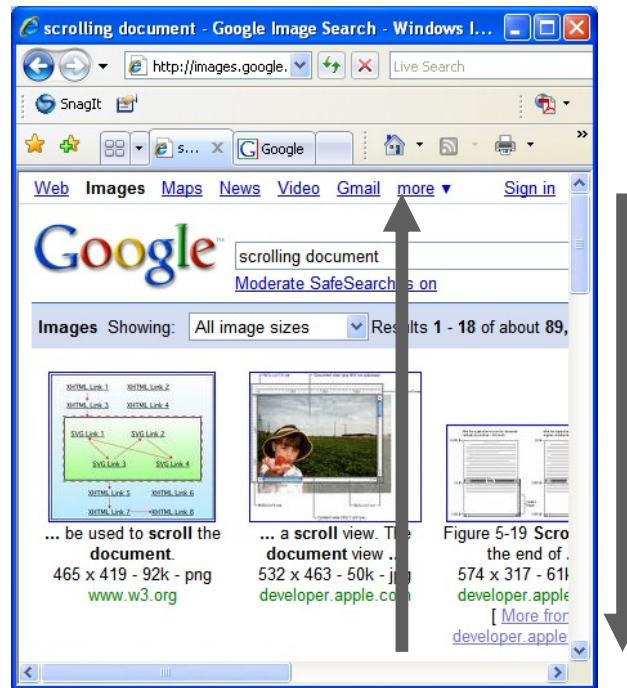 scrolling document - Google Image Search - Windows I...
http://images.google.
Live Search
SnagIt
s...
Google
»
Web Images Maps News Video Gmail more ▼ Sign in
Google™
scrolling document
Moderate SafeSearch is on
Images Showing: All image sizes Results 1 - 18 of about 89,
XHTML Link 1 XHTML Link 2
XHTML Link 3 XHTML Link 4
SVG Link 1 SVG Link 2
SVG Link 3 SVG Link 4
XHTML Link 5 XHTML Link 6
XHTML Link 7 XHTML Link 8
... be used to scroll the
document.
465 x 419 - 92k - png
www.w3.org
... a scroll view. The
document view ...
532 x 463 - 50k - jpg
developer.apple.com
Figure 5-19 Scro
the end of .
574 x 317 - 61k
developer.apple
[ More from
developer.apple